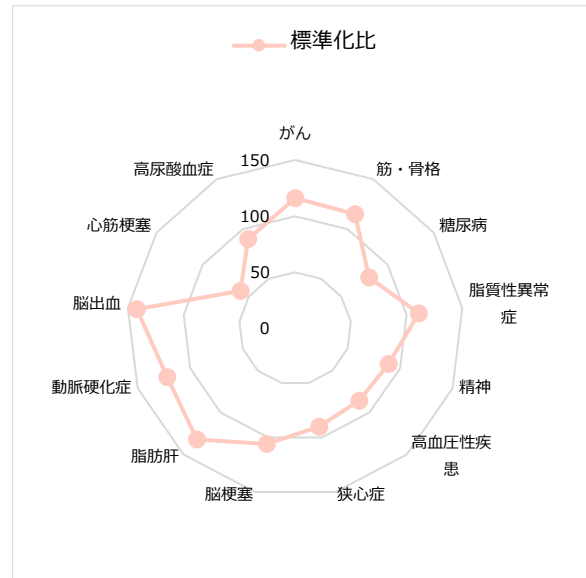 標準化比
がん
筋・骨格
糖尿病
脂質性異常
症
精神
高血圧性疾
患
狭心症
脳梗塞
脂肪肝
動脈硬化症
脳出血
心筋梗塞
高尿酸血症
150
100
50
0